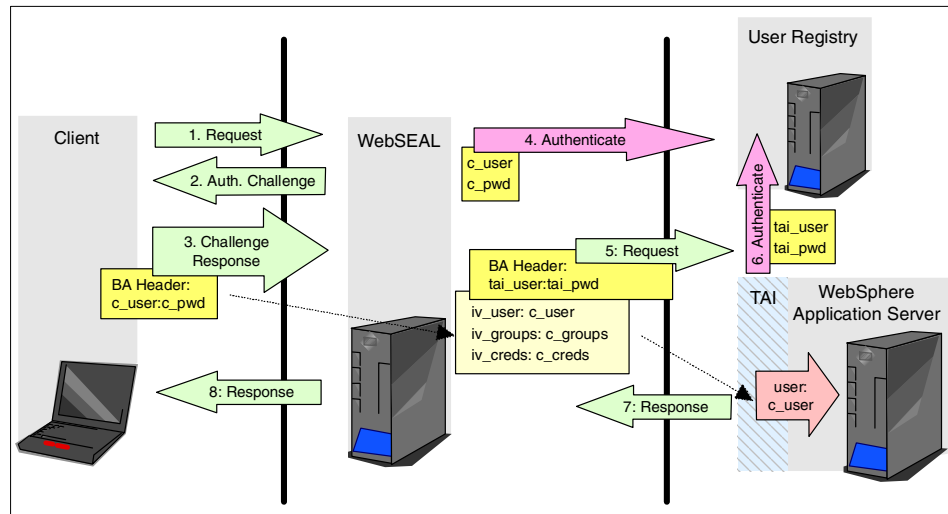 User Registry
Client
1. Request
WebSEAL
4. Authenticate
c_user
c_pwd
2. Auth. Challenge
3. Challenge
Response
BA Header:
c_user:c_pwd
5: Request
BA Header:
tai_user:tai_pwd
iv_user: c_user
iv_groups: c_groups
iv_creds: c_creds
6. Authenticate
tai_user
tai_pwd
TAI
WebSphere
Application Server
user:
c_user
7: Response
8: Response